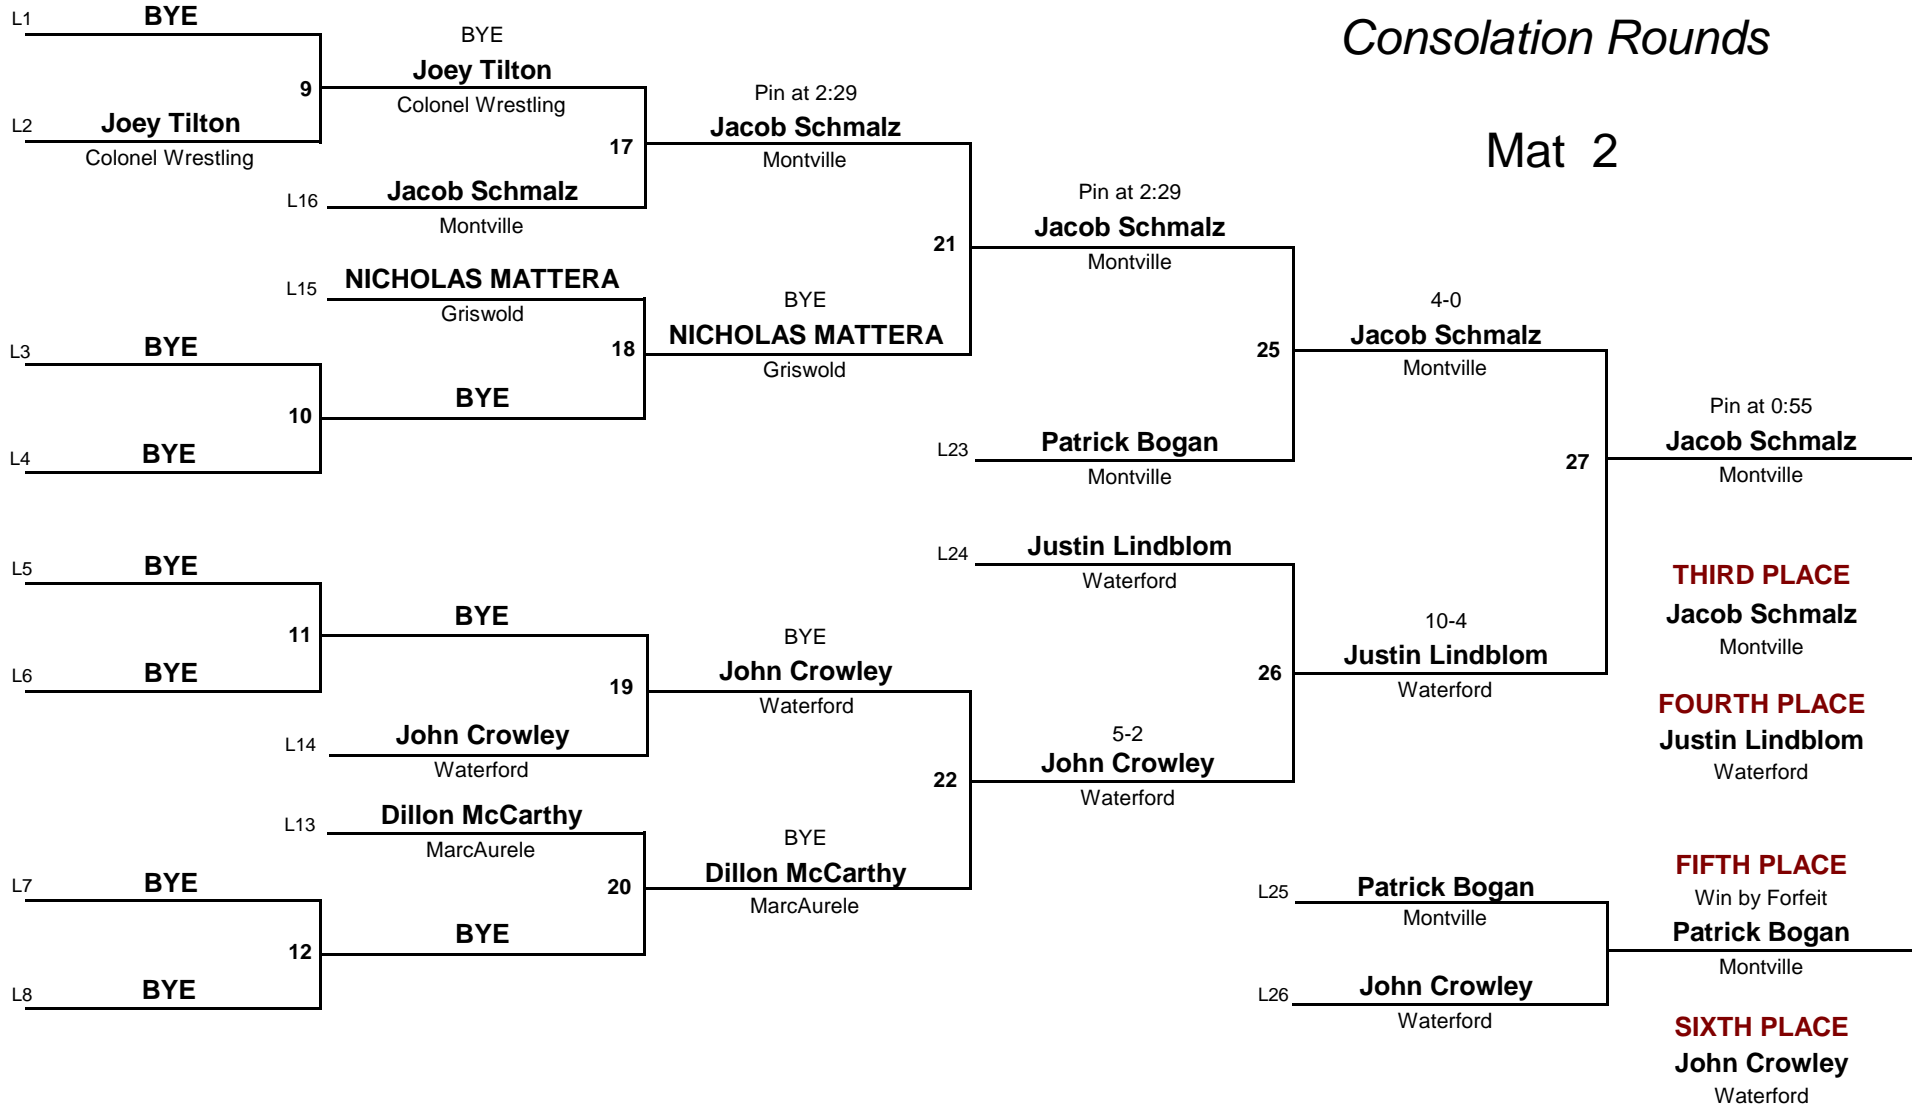 Consolation Rounds
Mat 2
L1 BYE
9
L2 Joey Tilton
Colonel Wrestling
BYE
Joey Tilton
Colonel Wrestling
17
L16 Jacob Schmalz
Montville
Pin at 2:29
Jacob Schmalz
Montville
21
L15 NICHOLAS MATTERA
Griswold
18
BYE
NICHOLAS MATTERA
Griswold
L3 BYE
10
BYE
L4 BYE
Pin at 2:29
Jacob Schmalz
Montville
25
L23 Patrick Bogan
Montville
4-0
Jacob Schmalz
Montville
27
Pin at 0:55
Jacob Schmalz
Montville
L5 BYE
11
BYE
L6 BYE
19
L14 John Crowley
Waterford
BYE
John Crowley
Waterford
22
L13 Dillon McCarthy
MarcAurele
20
BYE
Dillon McCarthy
MarcAurele
L7 BYE
12
BYE
L8 BYE
L24 Justin Lindblom
Waterford
26
5-2
John Crowley
Waterford
10-4
Justin Lindblom
Waterford
THIRD PLACE
Jacob Schmalz
Montville
FOURTH PLACE
Justin Lindblom
Waterford
L25 Patrick Bogan
Montville
L26 John Crowley
Waterford
FIFTH PLACE
Win by Forfeit
Patrick Bogan
Montville
SIXTH PLACE
John Crowley
Waterford